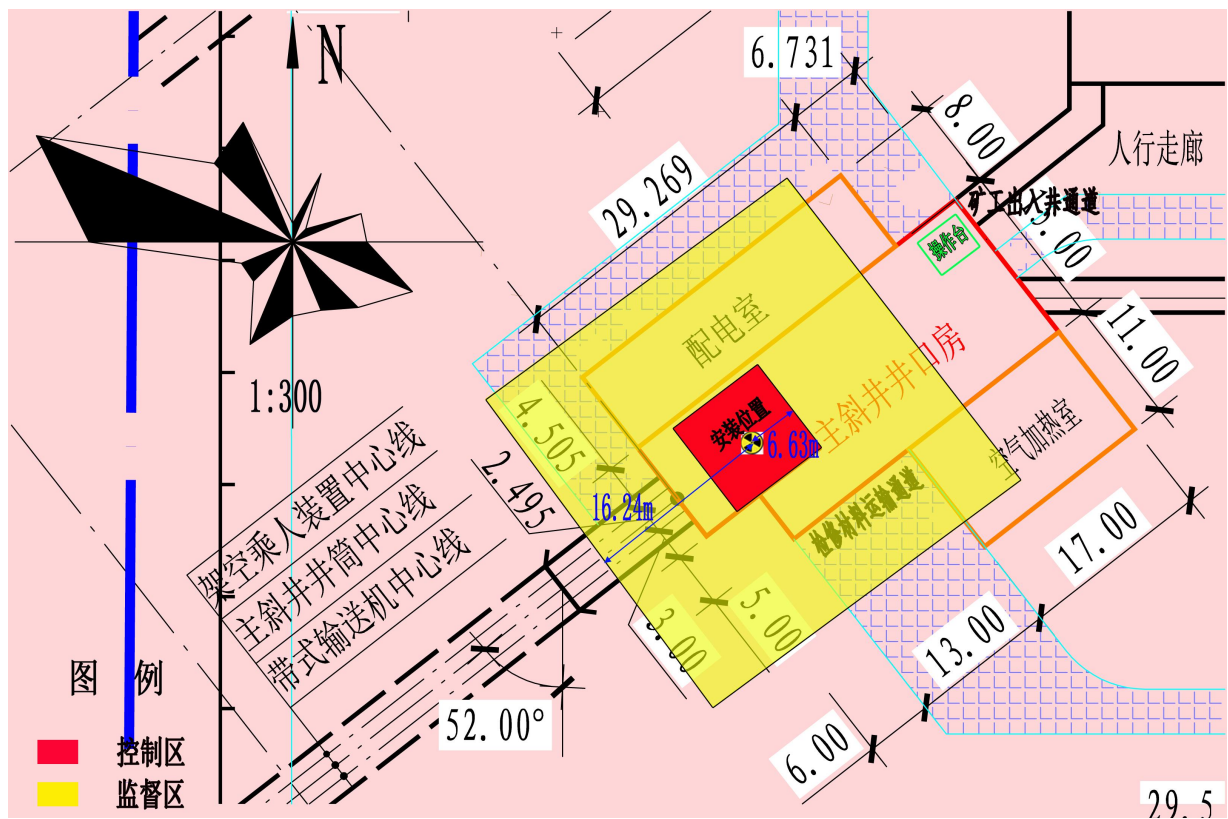 N
6.731
8.00
人行走廊
矿工出入井通道
29.269
操作台
5.00
11.00
配电室
主斜井井口房
1:300
4.505
安装位置
6.63m
空气加热室
2.495
16.24m
检修材料运输通道
架空乘人装置中心线
主斜井井筒中心线
带式输送机中心线
3.00
5.00
17.00
13.00
图 例
52.00°
6.00
控制区
监督区
29.5